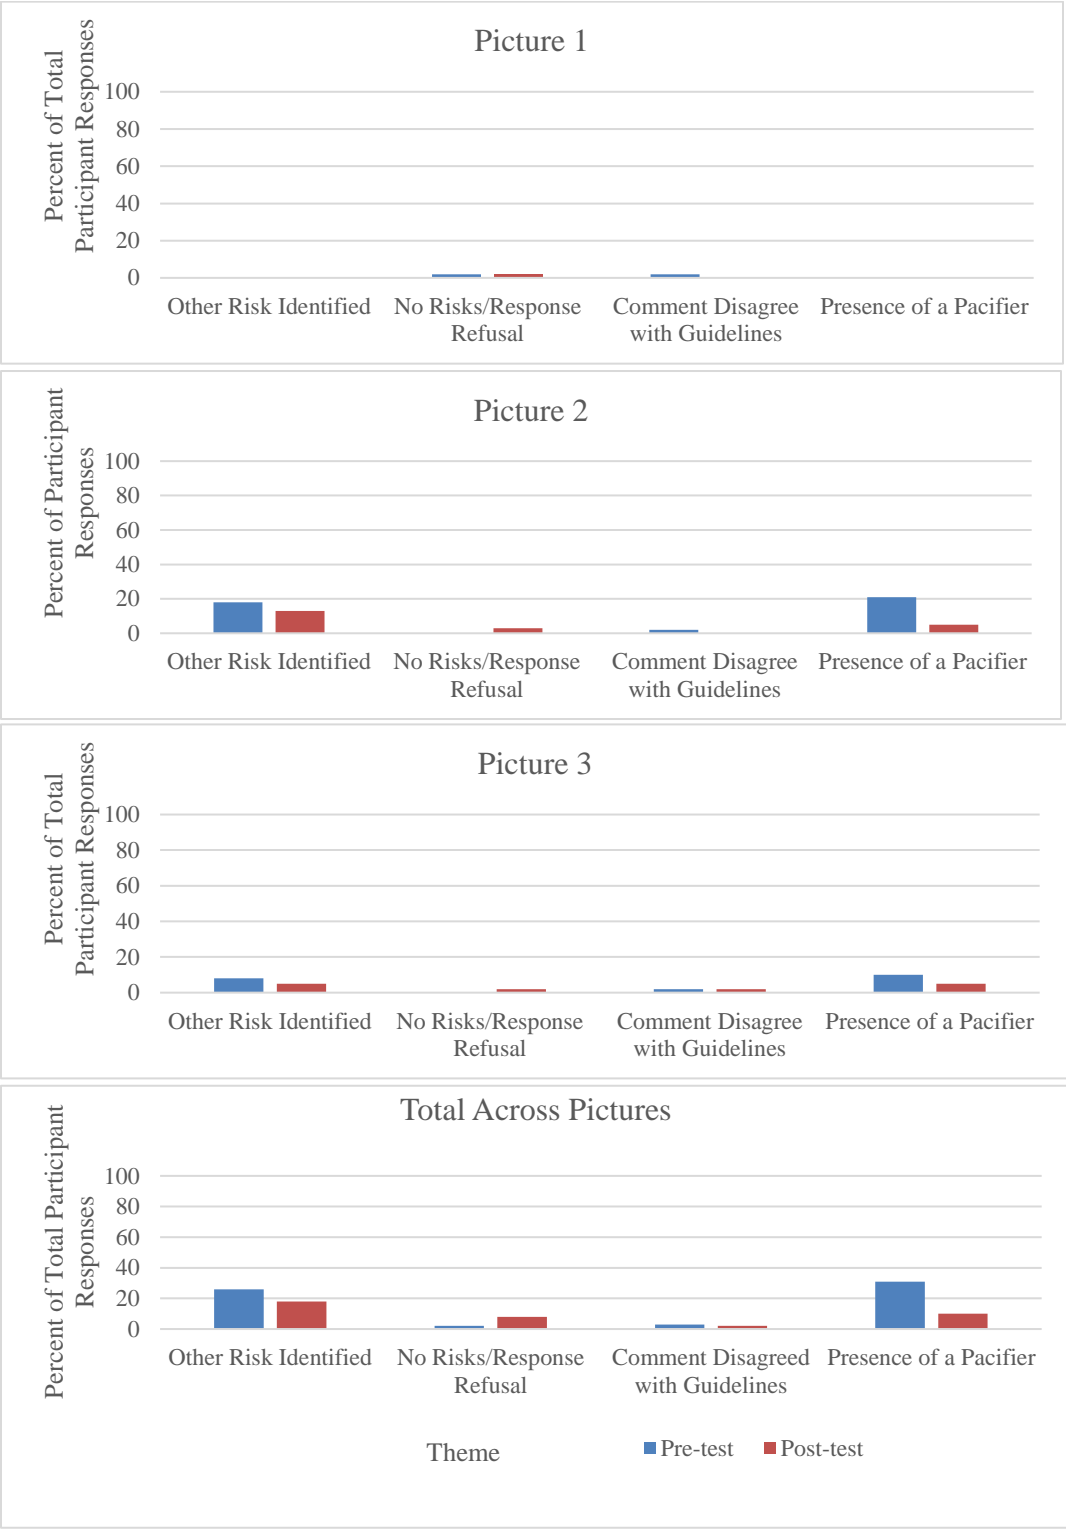 Picture 1
Percent of Total
Participant Responses
100
80
60
40
20
0
Other Risk Identified
No Risks/Response
Refusal
Comment Disagree
with Guidelines
Presence of a Pacifier
Picture 2
Percent of Participant
Responses
100
80
60
40
20
0
Other Risk Identified
No Risks/Response
Refusal
Comment Disagree
with Guidelines
Presence of a Pacifier
Picture 3
Percent of Total
Participant Responses
100
80
60
40
20
0
Other Risk Identified
No Risks/Response
Refusal
Comment Disagree
with Guidelines
Presence of a Pacifier
Total Across Pictures
Percent of Total Participant
Responses
100
80
60
40
20
0
Other Risk Identified
No Risks/Response
Refusal
Comment Disagreed
with Guidelines
Presence of a Pacifier
Theme
Pre-test
Post-test